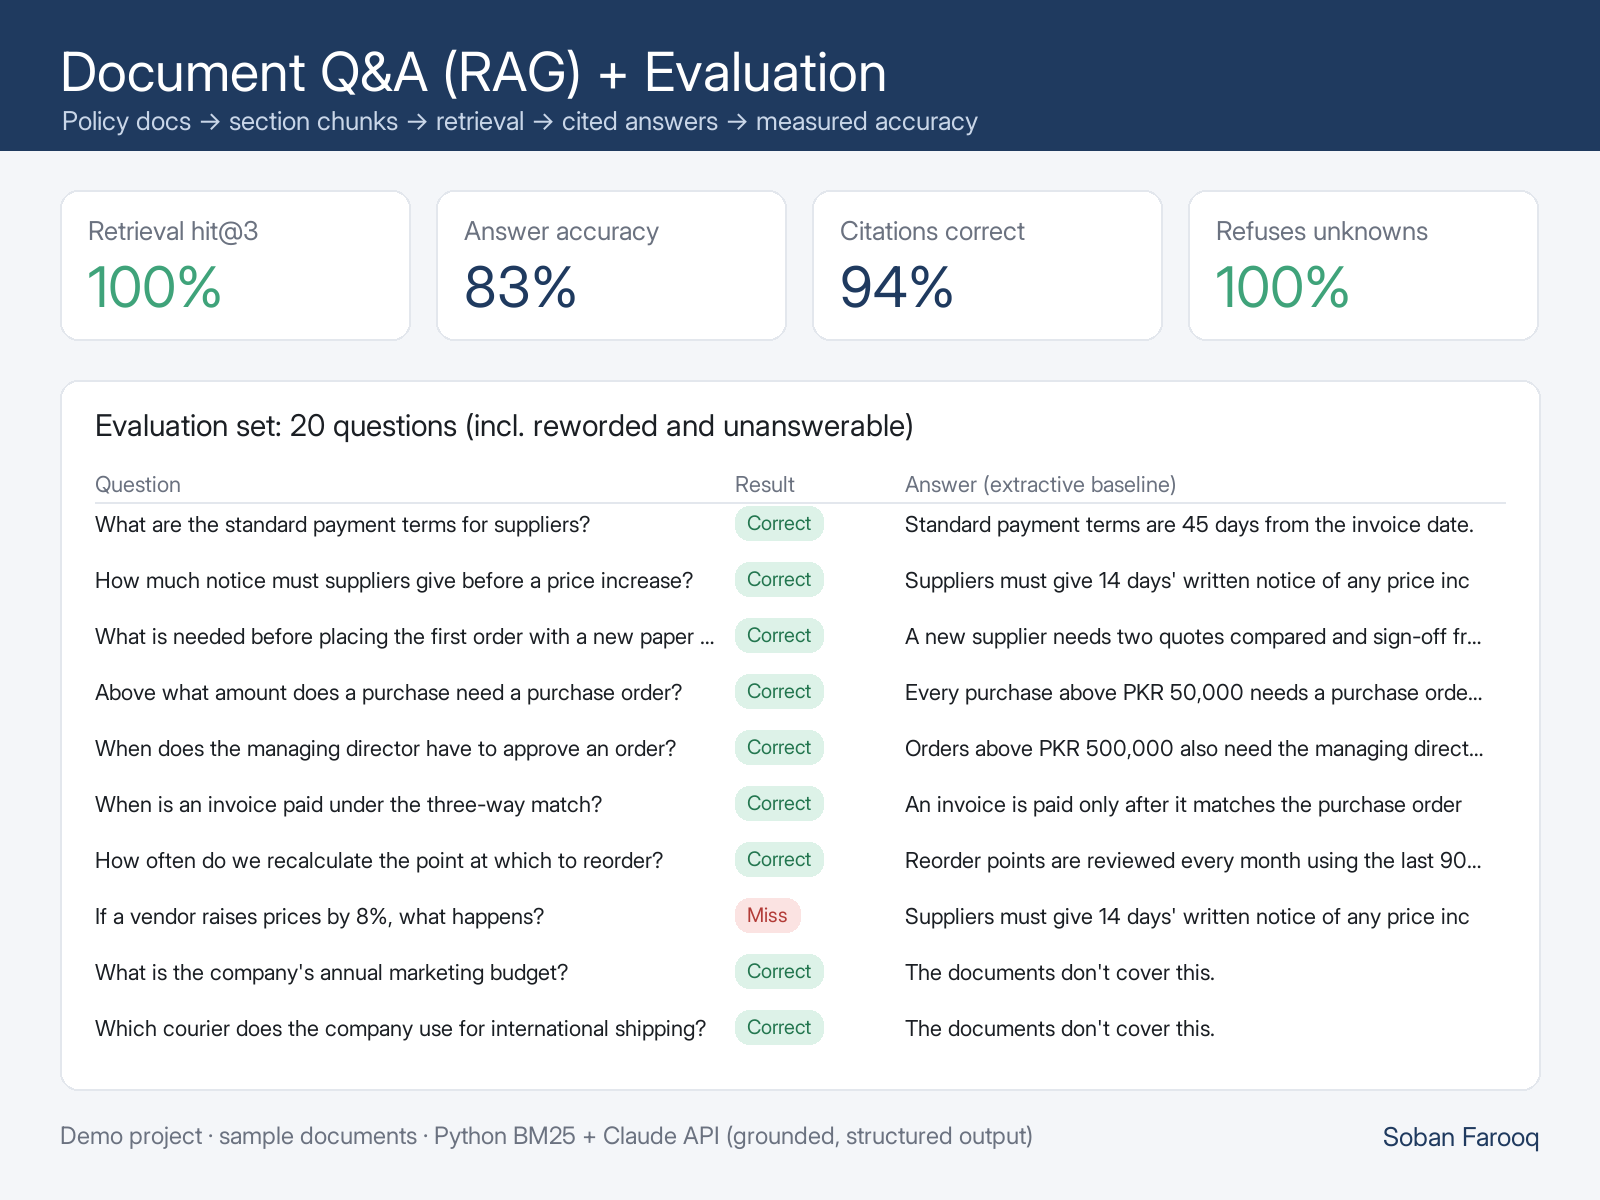 Document Q&A (RAG) + Evaluation
Policy docs → section chunks → retrieval → cited answers → measured accuracy
Retrieval hit@3
100%
Answer accuracy
83%
Citations correct
94%
Refuses unknowns
100%
Evaluation set: 20 questions (incl. reworded and unanswerable)
Question Result Answer (extractive baseline)
What are the standard payment terms for suppliers? Correct Standard payment terms are 45 days from the invoice date.
How much notice must suppliers give before a price increase? Correct Suppliers must give 14 days' written notice of any price inc
What is needed before placing the first order with a new paper ... Correct A new supplier needs two quotes compared and sign-off fr...
Above what amount does a purchase need a purchase order? Correct Every purchase above PKR 50,000 needs a purchase orde...
When does the managing director have to approve an order? Correct Orders above PKR 500,000 also need the managing direct...
When is an invoice paid under the three-way match? Correct An invoice is paid only after it matches the purchase order
How often do we recalculate the point at which to reorder? Correct Reorder points are reviewed every month using the last 90...
If a vendor raises prices by 8%, what happens? Miss Suppliers must give 14 days' written notice of any price inc
What is the company's annual marketing budget? Correct The documents don't cover this.
Which courier does the company use for international shipping? Correct The documents don't cover this.
Demo project · sample documents · Python BM25 + Claude API (grounded, structured output)
Soban Farooq